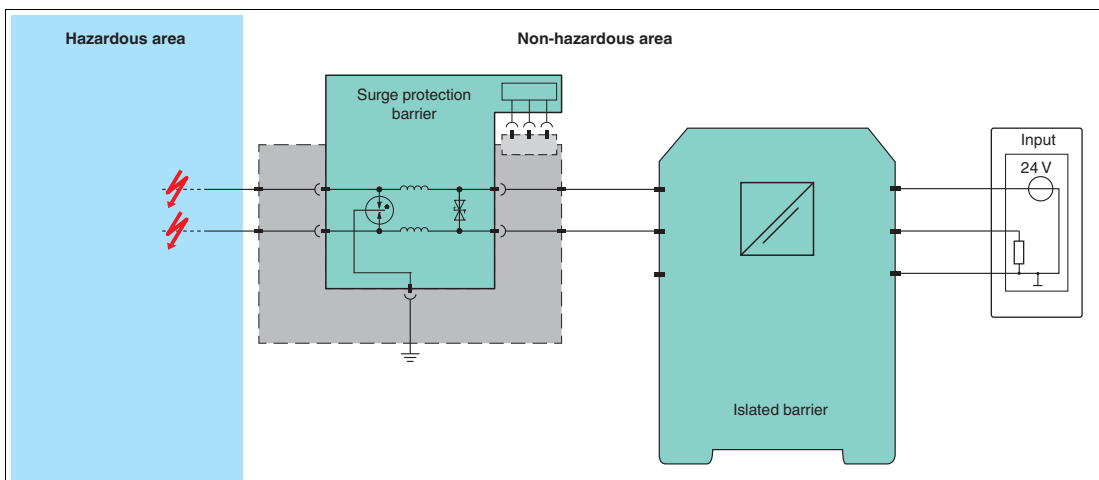 Hazardous area
Non-hazardous area
Surge protection
barrier
Input
24 V
Islated barrier